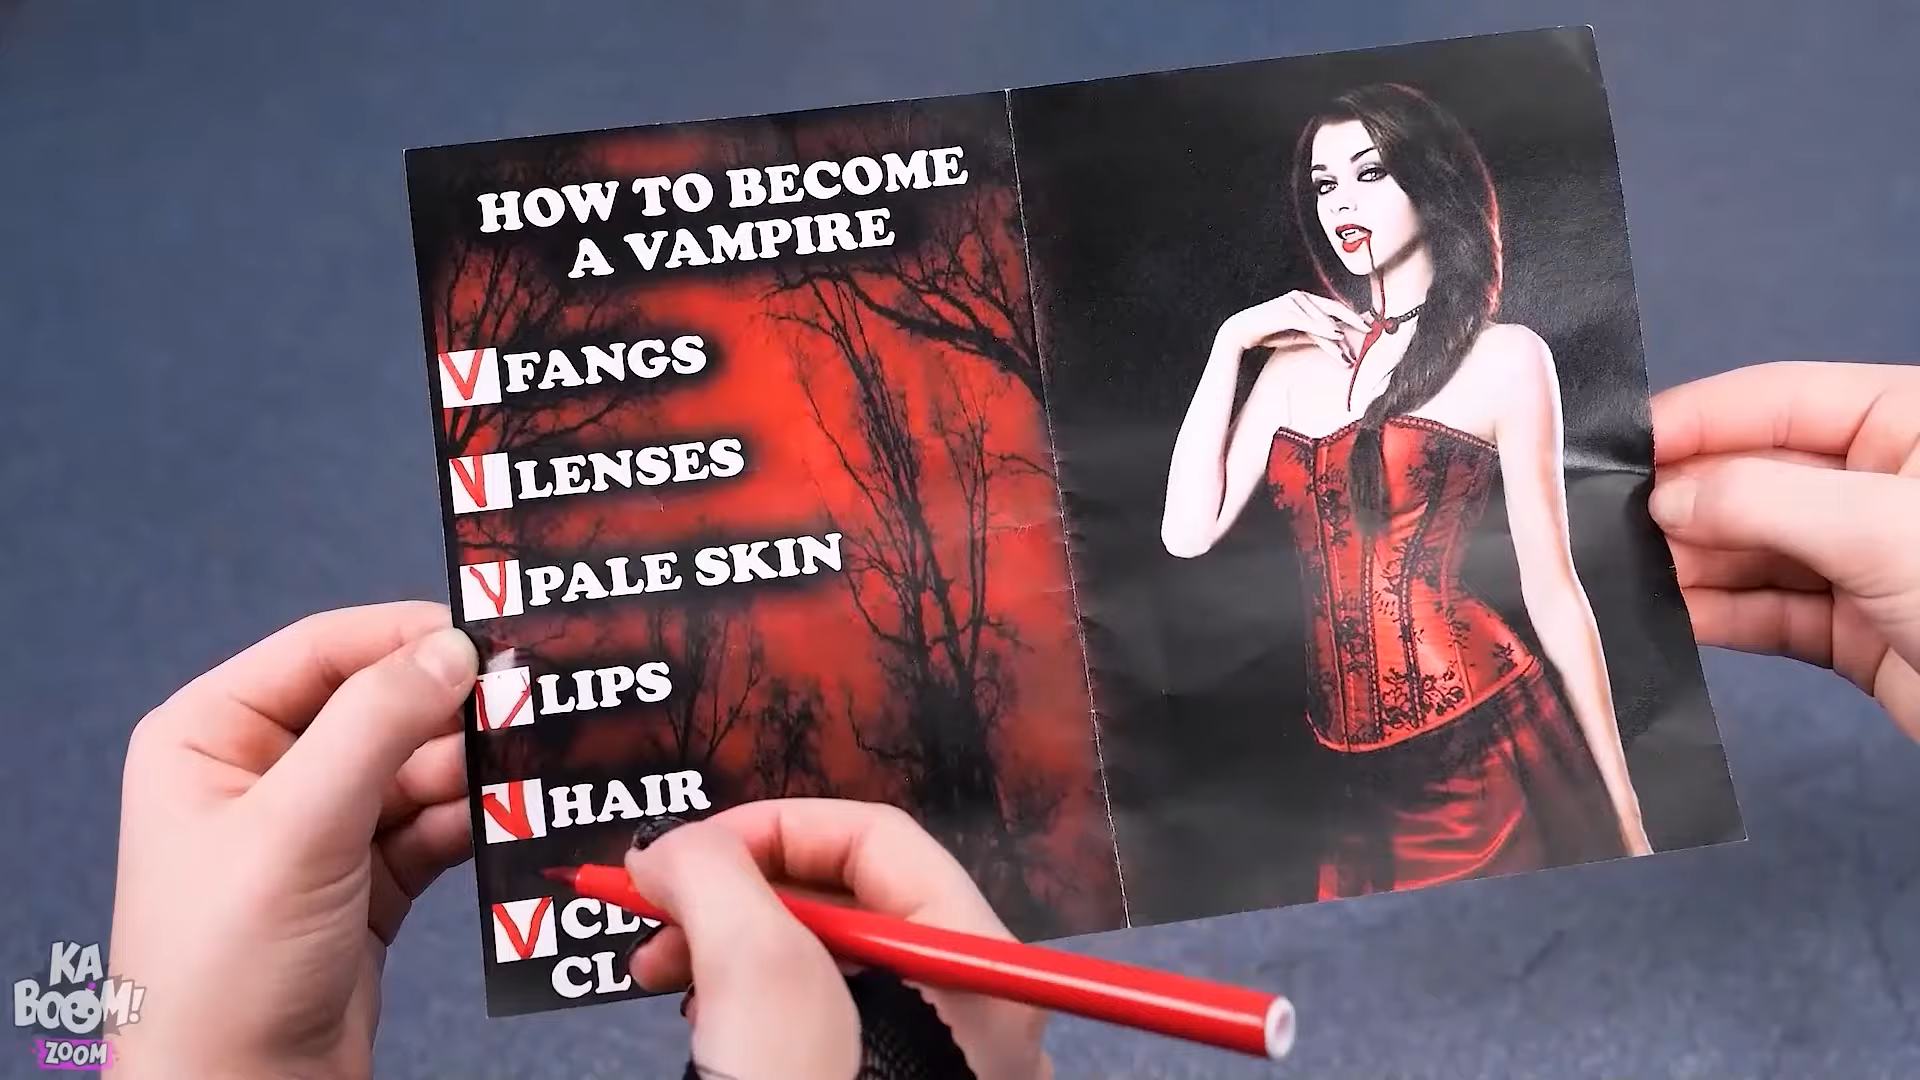 HOW TO BECOME
A VAMPIRE
FANGS
LENSES
PALE SKIN
LIPS
HAIR
KA
BOOM!
ZOOM